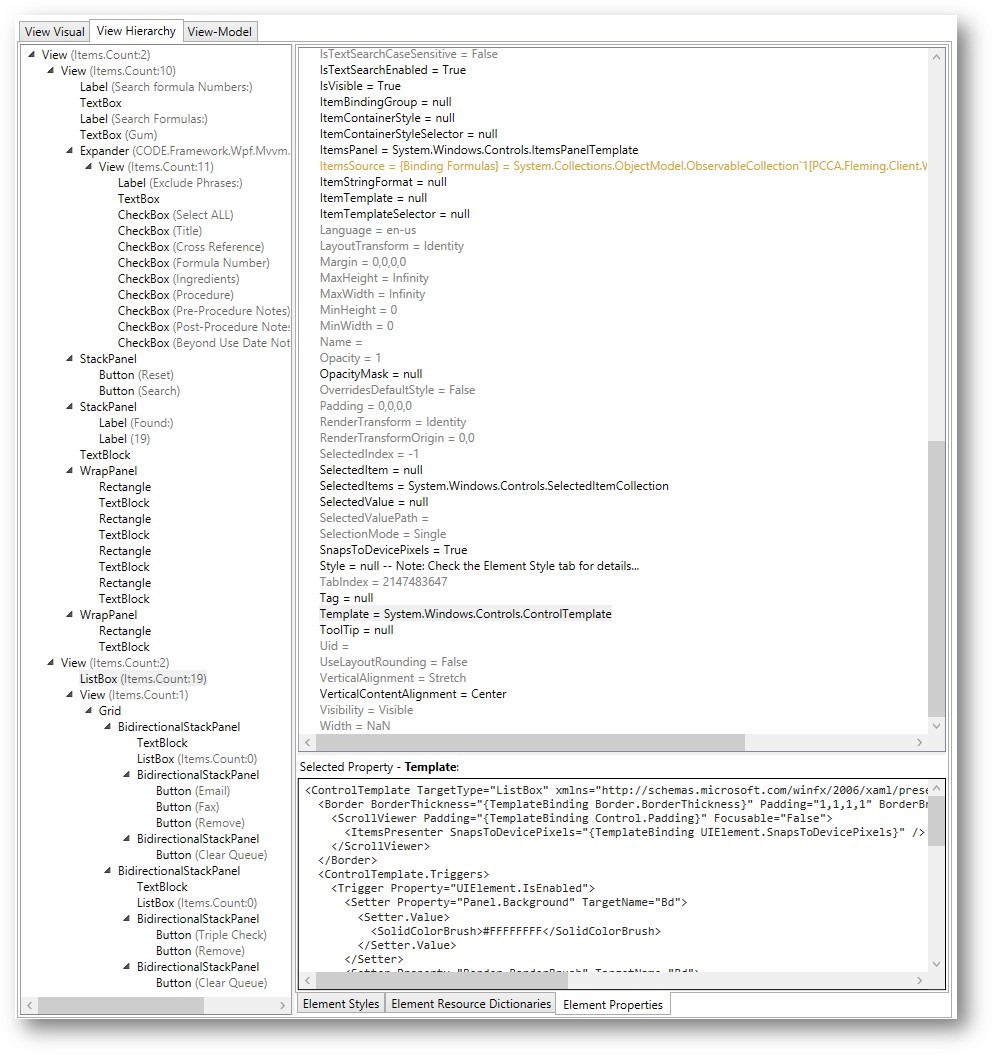 View Visual
View Hierarchy
View-Model
View (Items.Count:2)
View (Items.Count:10)
Label (Search formula Numbers:)
TextBox
Label (Search Formulas:)
TextBox (Gum)
Expander (CODE.Framework.Wpf.Mvvm.
View (Items.Count:11)
Label (Exclude Phrases:)
TextBox
CheckBox (Select ALL)
CheckBox (Title)
CheckBox (Cross Reference)
CheckBox (Formula Number)
CheckBox (Ingredients)
CheckBox (Procedure)
CheckBox (Pre-Procedure Notes)
CheckBox (Post-Procedure Notes
CheckBox (Beyond Use Date Not
StackPanel
Button (Reset)
Button (Search)
StackPanel
Label (Found:)
Label (19)
TextBlock
WrapPanel
Rectangle
TextBlock
Rectangle
TextBlock
Rectangle
TextBlock
Rectangle
TextBlock
WrapPanel
Rectangle
TextBlock
View (Items.Count:2)
ListBox (Items.Count:19)
View (Items.Count:1)
Grid
BidirectionalStackPanel
TextBlock
ListBox (Items.Count:0)
BidirectionalStackPanel
Button (Email)
Button (Fax)
Button (Remove)
BidirectionalStackPanel
Button (Clear Queue)
BidirectionalStackPanel
TextBlock
ListBox (Items.Count:0)
BidirectionalStackPanel
Button (Triple Check)
Button (Remove)
BidirectionalStackPanel
Button (Clear Queue)
IsTextSearchCaseSensitive = False
IsTextSearchEnabled = True
IsVisible = True
ItemBindingGroup = null
ItemContainerStyle = null
ItemContainerStyleSelector = null
ItemsPanel = System.Windows.Controls.ItemsPanelTemplate
ItemsSource = {Binding Formulas} = System.Collections.ObjectModel.ObservableCollection`1[PCCA.Fleming.Client.W
ItemStringFormat = null
ItemTemplate = null
ItemTemplateSelector = null
Language = en-us
LayoutTransform = Identity
Margin = 0,0,0,0
MaxHeight = Infinity
MaxWidth = Infinity
MinHeight = 0
MinWidth = 0
Name =
Opacity = 1
OpacityMask = null
OverridesDefaultStyle = False
Padding = 0,0,0,0
RenderTransform = Identity
RenderTransformOrigin = 0,0
SelectedIndex = -1
SelectedItem = null
SelectedItems = System.Windows.Controls.SelectedItemCollection
SelectedValue = null
SelectedValuePath =
SelectionMode = Single
SnapsToDevicePixels = True
Style = null -- Note: Check the Element Style tab for details...
TabIndex = 2147483647
Tag = null
Template = System.Windows.Controls.ControlTemplate
ToolTip = null
Uid =
UseLayoutRounding = False
VerticalAlignment = Stretch
VerticalContentAlignment = Center
Visibility = Visible
Width = NaN
Selected Property - Template:
<ControlTemplate TargetType="ListBox" xmlns="http://schemas.microsoft.com/winfx/2006/xaml/prese
<Border BorderThickness="{TemplateBinding Border.BorderThickness}" Padding="1,1,1,1" BorderBr
<ScrollViewer Padding="{TemplateBinding Control.Padding}" Focusable="False">
<ItemsPresenter SnapsToDevicePixels="{TemplateBinding UIElement.SnapsToDevicePixels}" />
</ScrollViewer>
</Border>
<ControlTemplate.Triggers>
<Trigger Property="UIElement.IsEnabled">
<Setter Property="Panel.Background" TargetName="Bd">
<Setter.Value>
<SolidColorBrush>#FFFFFFFF</SolidColorBrush>
</Setter.Value>
</Setter>
<Setter Property="Border.BorderBrush" TargetName="Bd">
Element Styles
Element Resource Dictionaries
Element Properties